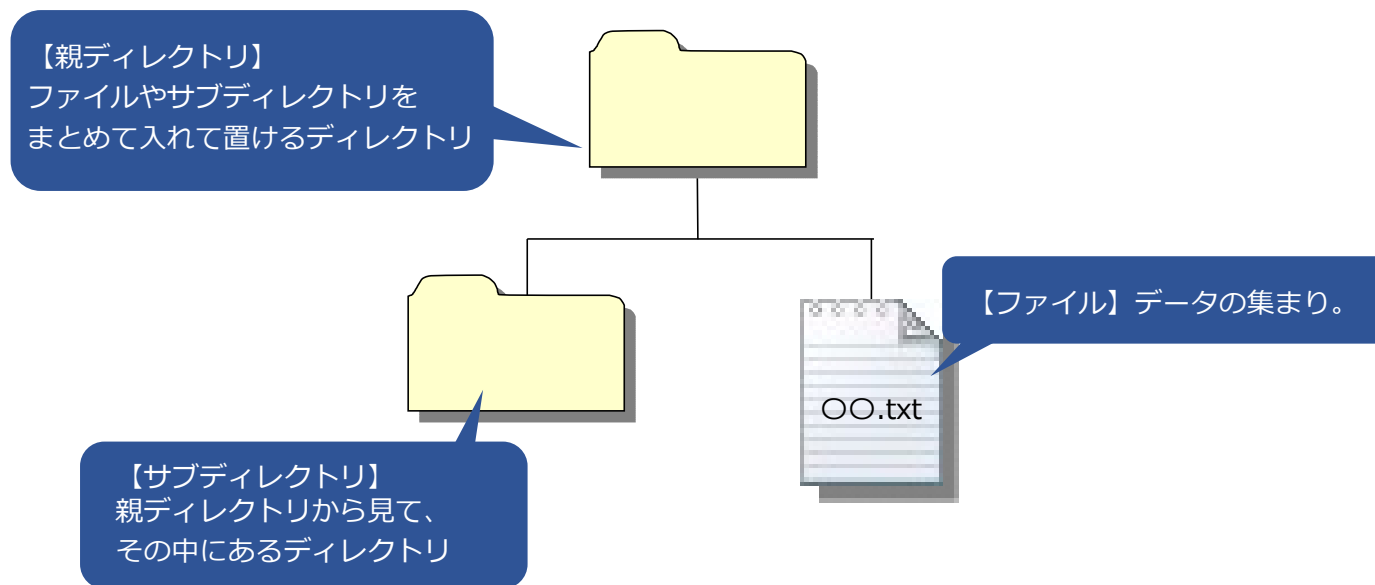 【親ディレクトリ】
ファイルやサブディレクトリを
まとめて入れて置けるディレクトリ
【ファイル】データの集まり。
〇〇.txt
【サブディレクトリ】
親ディレクトリから見て、
その中にあるディレクトリ